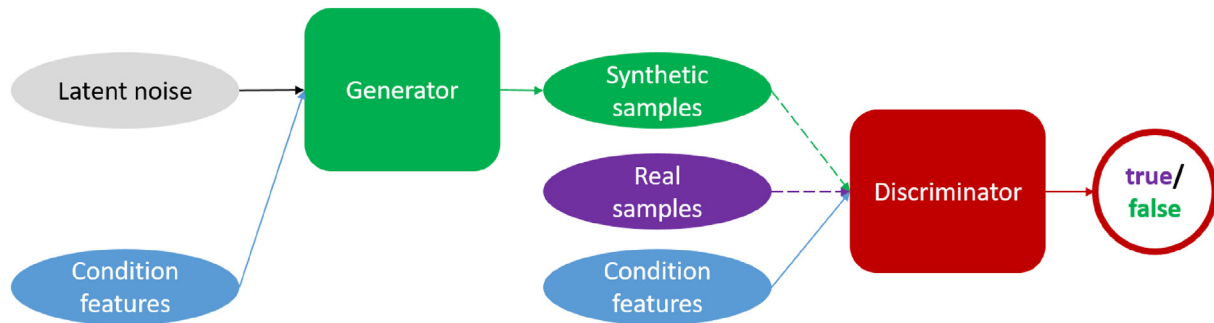 Latent noise
Generator
Synthetic
samples
Real
samples
Discriminator
true/
false
Condition
features
Condition
features